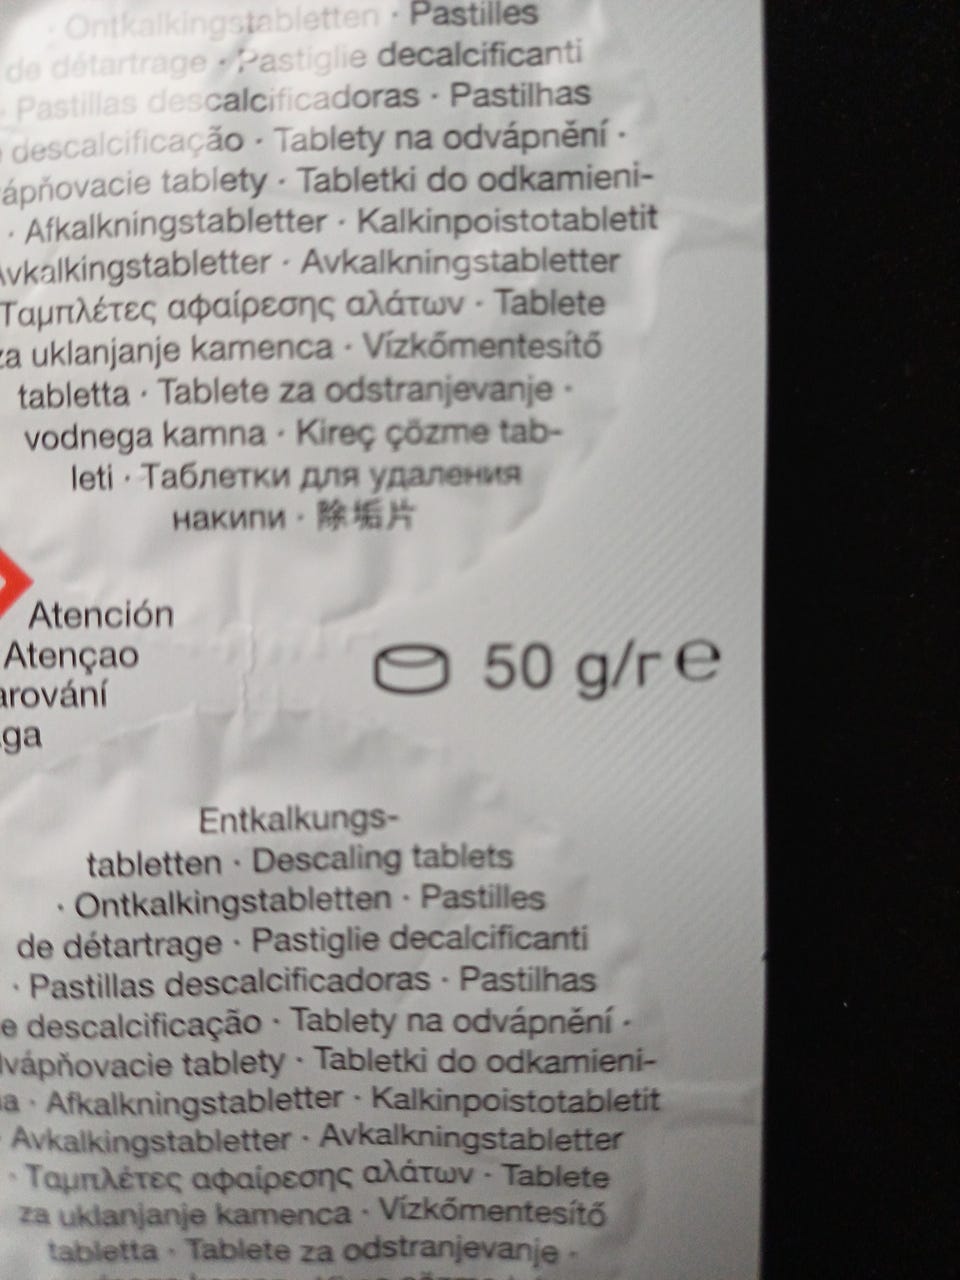 · Ontkalkingstabletten · Pastilles
de détartrage · Pastiglie decalcificanti
· Pastillas descalcificadoras · Pastilhas
descalcificação · Tablety na odvápnění ·
ápňovacie tablety · Tabletki do odkamieni-
· Afkalkningstabletter · Kalkinpoistotabletit
Avkalkingstabletter · Avkalkningstabletter
Ταμπλέτες αφαίρεσης αλάτων · Tablete
za uklanjanje kamenca · Vízkőmentesítő
tabletta · Tablete za odstranjevanje ·
vodnega kamna · Kireç çözme tab-
leti · Таблетки для удаления
накипи · 除垢片
Atención
Atençao
arování
ga
50 g/r ℮
Entkalkungs-
tabletten · Descaling tablets
· Ontkalkingstabletten · Pastilles
de détartrage · Pastiglie decalcificanti
· Pastillas descalcificadoras · Pastilhas
e descalcificação · Tablety na odvápnění ·
vápňovacie tablety · Tabletki do odkamieni-
a · Afkalkningstabletter · Kalkinpoistotabletit
Avkalkingstabletter · Avkalkningstabletter
· Ταμπλέτες αφαίρεσης αλάτων · Tablete
za uklanjanje kamenca · Vízkőmentesítő
tabletta · Tablete za odstranjevanje ·